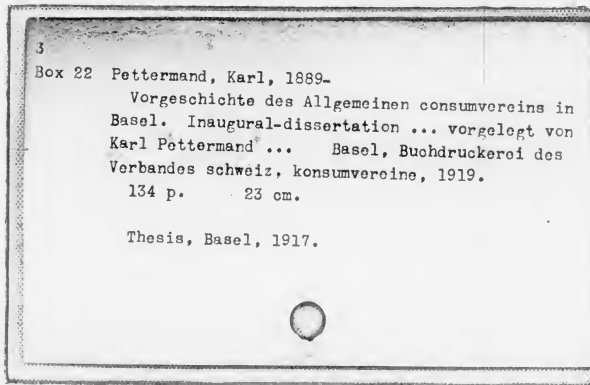 3
Box 22 Pettermand, Karl, 1889-
Vorgeschichte des Allgemeinen consumvereins in
Basel. Inaugural-dissertation ... vorgelegt von
Karl Pettermand ... Basel, Buchdruckerei des
Verbandes schweiz, konsumvereine, 1919.
134 p. 23 cm.
Thesis, Basel, 1917.